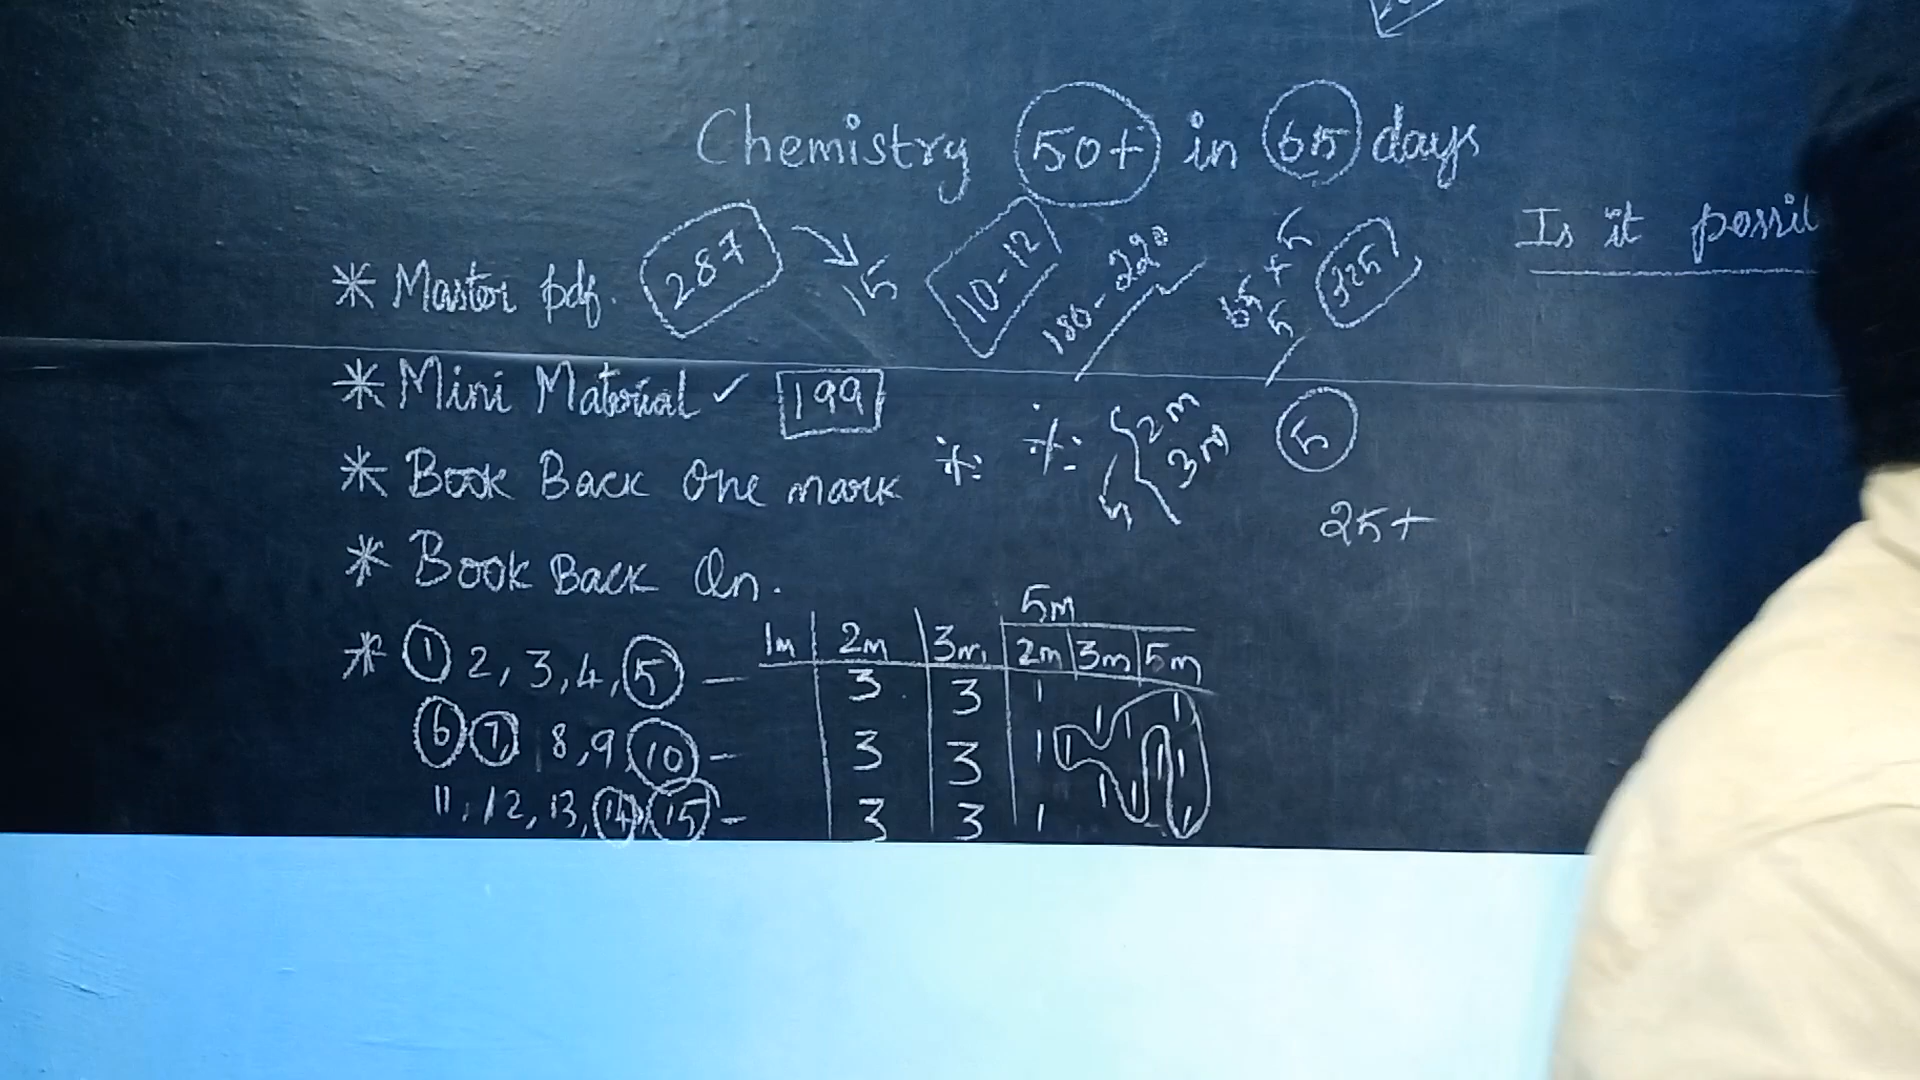 Chemistry 50+ in 65 days
Is it
* Master pdf. 287 15 10-12 180-220 65 × 5 325
* Mini Material ✓ 199
* Book Back One mark 2m 3m 5
25+
* Book Back Qn.
5m
1m 2m 3m 2m 3m 5m
* 1 2, 3, 4, 5 - 3 3 1
6 7, 8, 9, 10 - 3 3 1
11, 12, 13, 14, 15 - 3 3 1